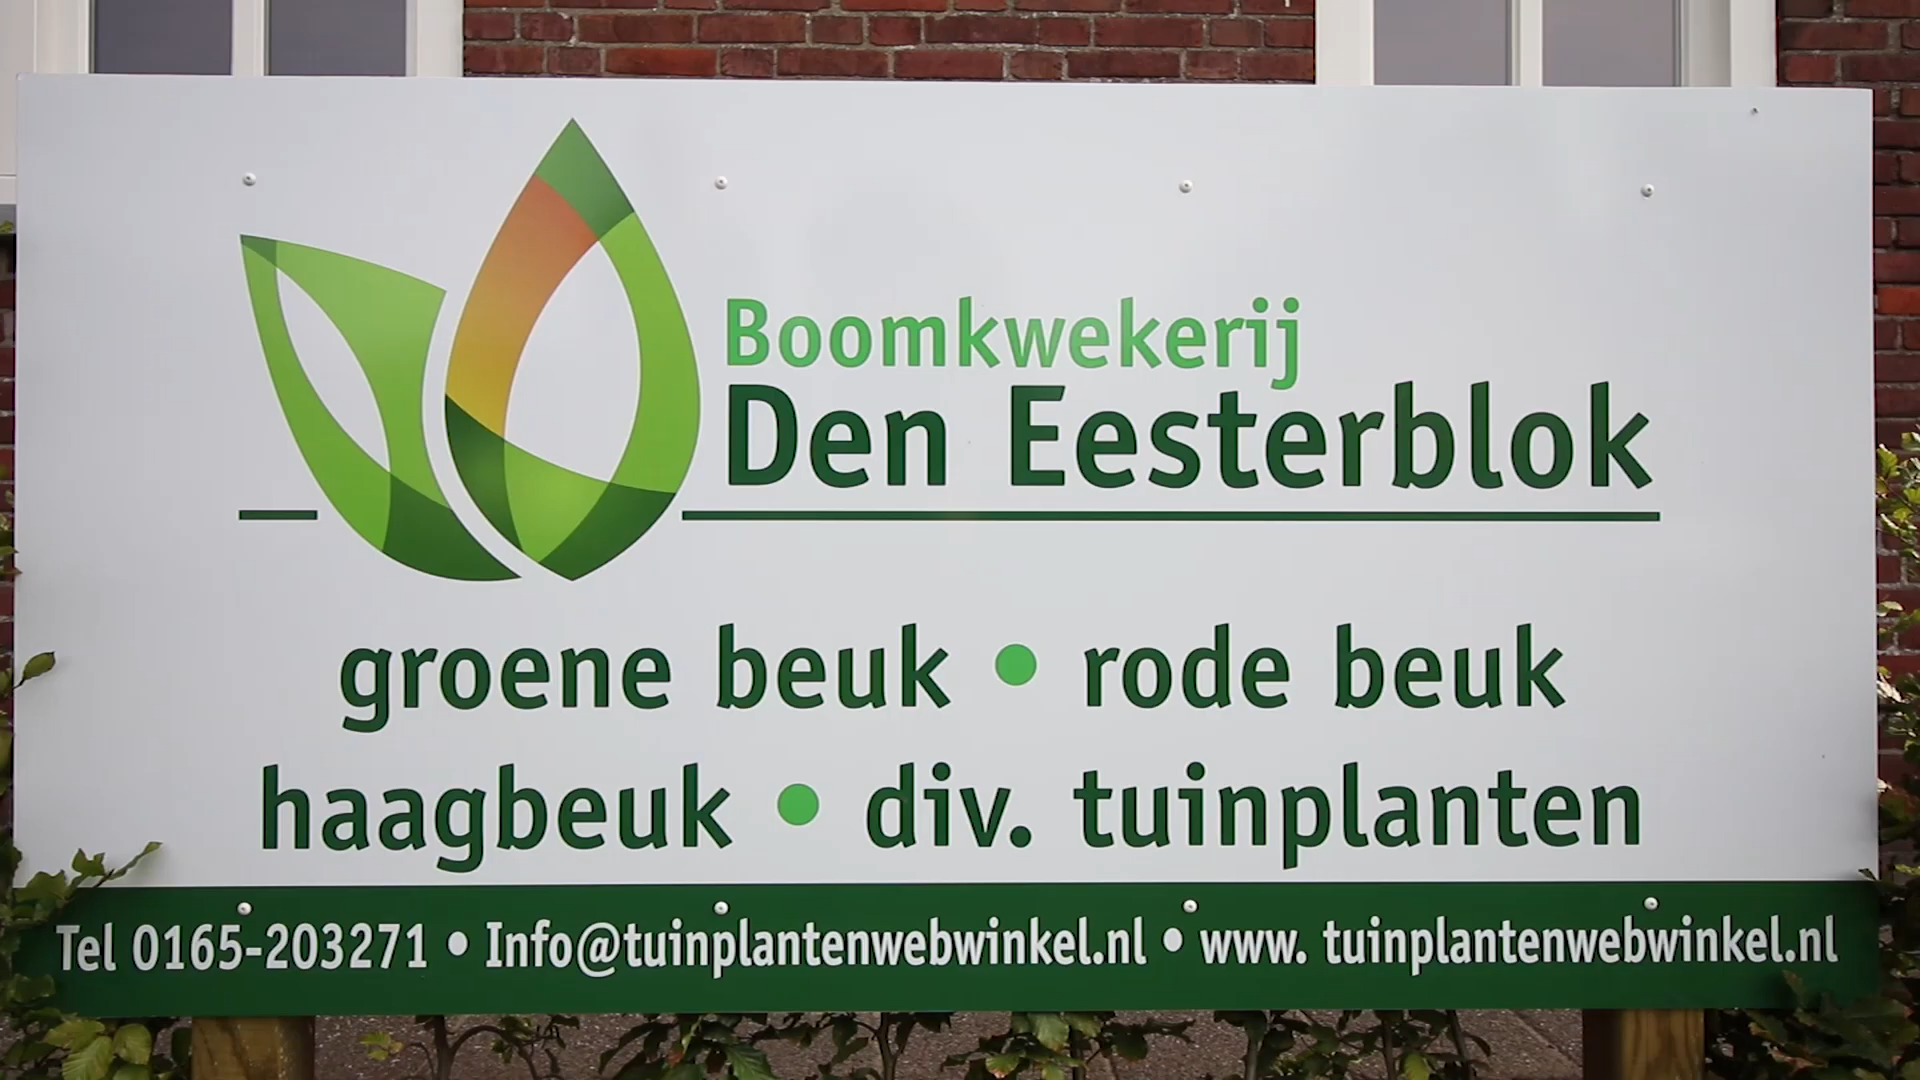 Boomkwekerij
Den Eesterblok
groene beuk • rode beuk
haagbeuk • div. tuinplanten
Tel 0165-203271 • Info@tuinplantenwebwinkel.nl • www. tuinplantenwebwinkel.nl